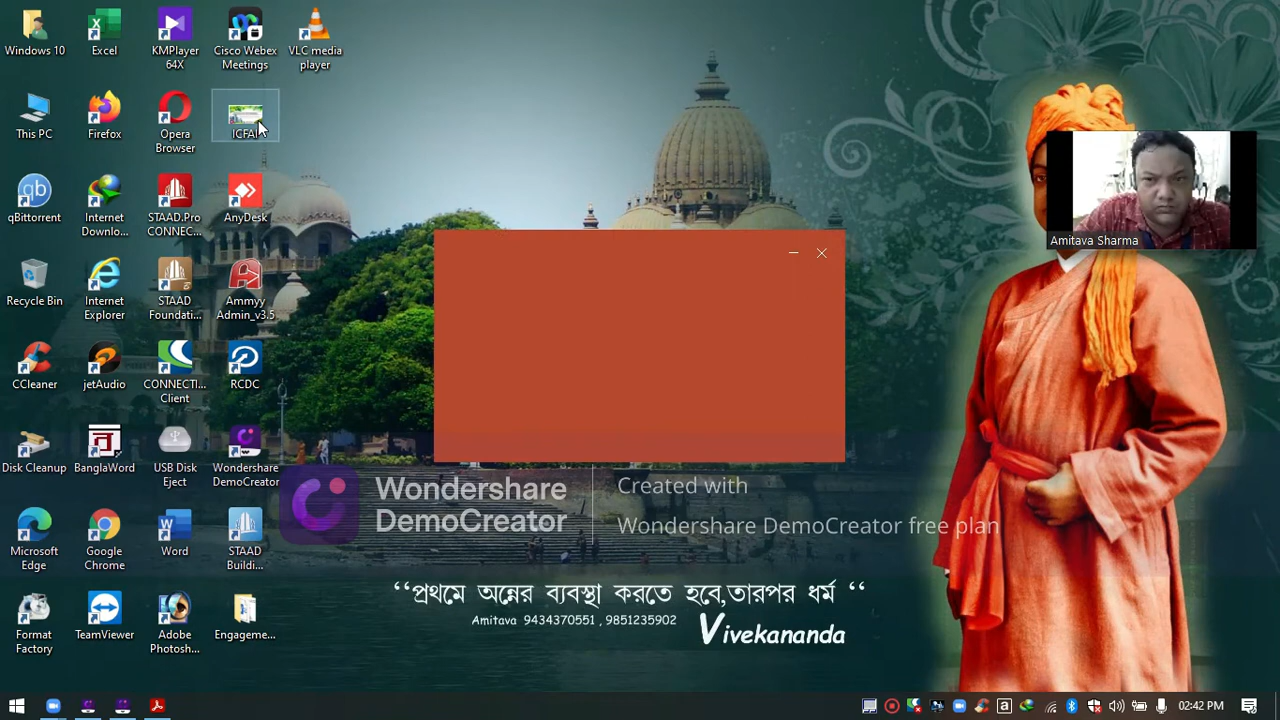 Windows 10
Excel
KMPlayer
64X
Cisco Webex
Meetings
VLC media
player
This PC
Firefox
Opera
Browser
ICFAI
qBittorrent
Internet
Downlo...
STAAD.Pro
CONNEC...
AnyDesk
Amitava Sharma
Recycle Bin
Internet
Explorer
STAAD
Foundati...
Ammyy
Admin_v3.5
CCleaner
jetAudio
CONNECTI...
Client
RCDC
Disk Cleanup
BanglaWord
USB Disk
Eject
Wondershare
DemoCreator
Wondershare
DemoCreator
Created with
Wondershare DemoCreator free plan
Microsoft
Edge
Google
Chrome
Word
STAAD
Buildi...
“প্রথমে অন্নের ব্যবস্থা করতে হবে,তারপর ধর্ম “
Amitava 9434370551 , 9851235902
Vivekananda
Format
Factory
TeamViewer
Adobe
Photosh...
Engageme...
02:42 PM